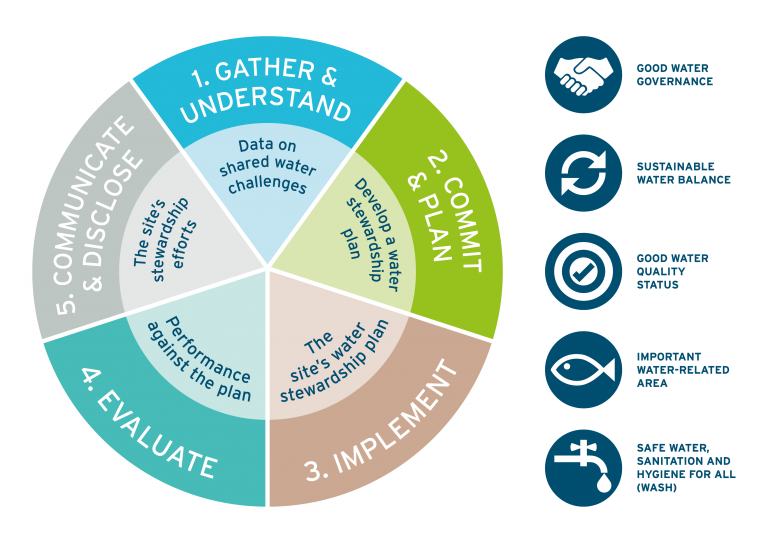 1. GATHER &
UNDERSTAND
Data on
shared water
challenges
2. COMMIT
& PLAN
Develop a water
stewardship
plan
3. IMPLEMENT
The
site's water
stewardship plan
4. EVALUATE
Performance
against the plan
5. COMMUNICATE
& DISCLOSE
The site's
stewardship
efforts
GOOD WATER
GOVERNANCE
SUSTAINABLE
WATER BALANCE
GOOD WATER
QUALITY
STATUS
IMPORTANT
WATER-RELATED
AREA
SAFE WATER,
SANITATION AND
HYGIENE FOR ALL
(WASH)